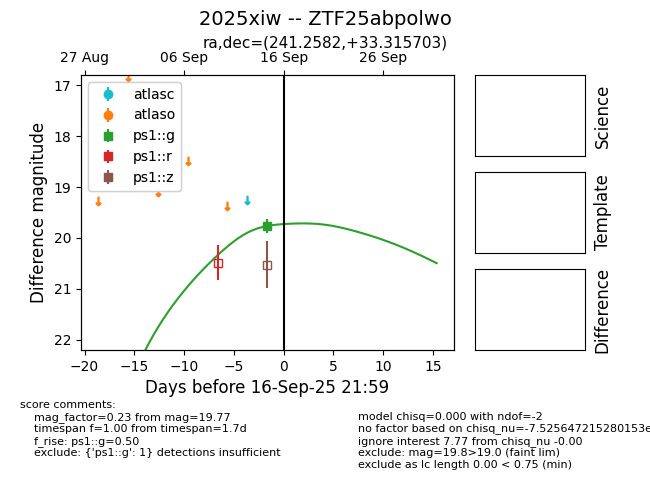 2025xiw -- ZTF25abpolwo
ra,dec=(241.2582,+33.315703)
27 Aug
06 Sep
16 Sep
26 Sep
17
18
19
20
21
22
Difference magnitude
atlasc
atlaso
ps1::g
ps1::r
ps1::z
−20
−15
−10
−5
0
5
10
15
Days before 16-Sep-25 21:59
Science
Template
Difference
score comments:
mag_factor=0.23 from mag=19.77
timespan f=1.00 from timespan=1.7d
f_rise: ps1::g=0.50
exclude: {'ps1::g': 1} detections insufficient
model chisq=0.000 with ndof=-2
no factor based on chisq_nu=-7.525647215280153e
ignore interest 7.77 from chisq_nu -0.00
exclude: mag=19.8>19.0 (faint lim)
exclude as lc length 0.00 < 0.75 (min)